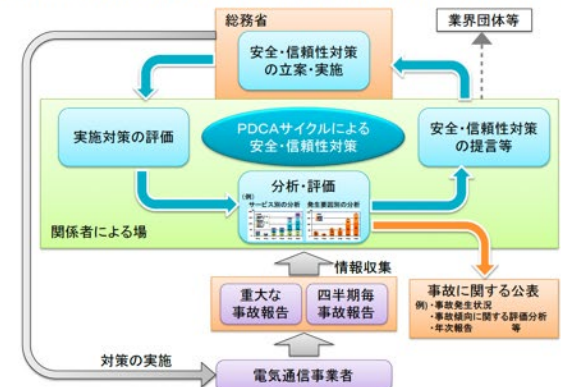 総務省
業界団体等
安全・信頼性対策
の立案・実施
実施対策の評価
PDCAサイクルによる
安全・信頼性対策
安全・信頼性対策
の提言等
分析・評価
(例)
サービス別の分析
発生要因別の分析
関係者による場
情報収集
重大な
事故報告
四半期毎
事故報告
事故に関する公表
例)・事故発生状況
・事故傾向に関する評価分析
・年次報告　等
対策の実施
電気通信事業者